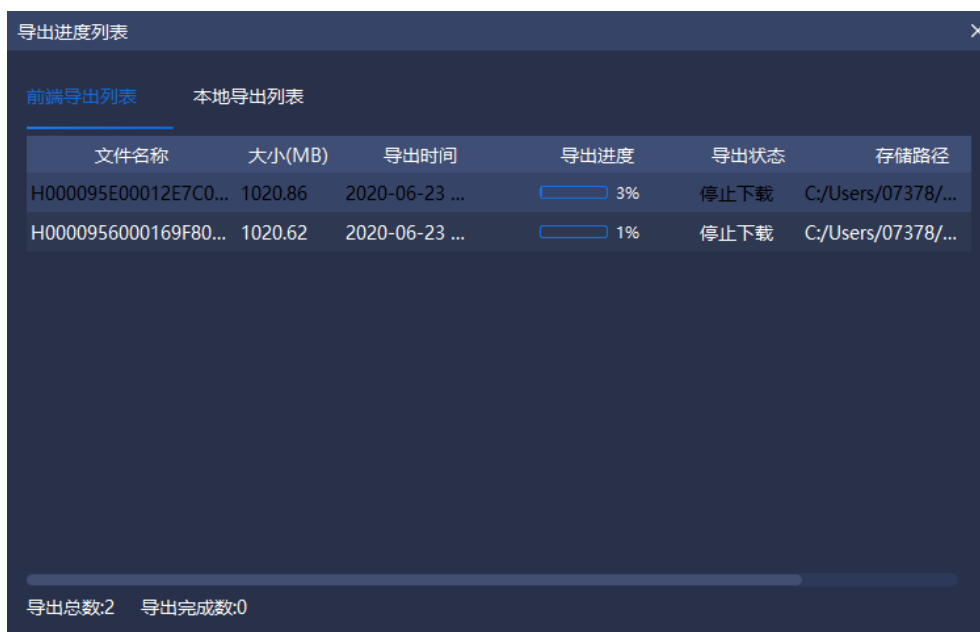 导出进度列表
前端导出列表 本地导出列表
文件名称 大小(MB) 导出时间 导出进度 导出状态 存储路径
H000095E00012E7C0... 1020.86 2020-06-23 ... 3% 停止下载 C:/Users/07378/...
H0000956000169F80... 1020.62 2020-06-23 ... 1% 停止下载 C:/Users/07378/...
导出总数:2 导出完成数:0